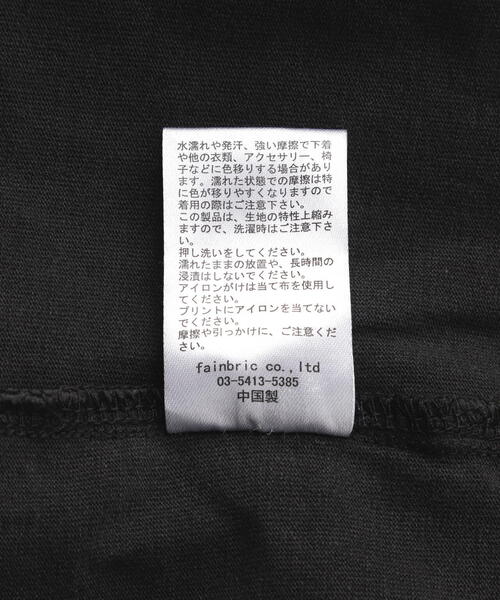 水濡れや発汗、強い摩擦で下着
や他の衣類、アクセサリー、椅
子などに色移りする場合があり
ます。濡れた状態での摩擦は特
に色が移りやすくなりますので
着用の際はご注意下さい。
この製品は、生地の特性上縮み
ますので、洗濯時はご注意下さ
い。
押し洗いをしてください。
濡れたままの放置や、長時間の
浸漬はしないでください。
アイロンがけは当て布を使用し
てください。
プリントにアイロンを当てない
でください。
摩擦や引っかけに、ご注意くだ
さい。
fainbric co.,ltd
03-5413-5385
中国製